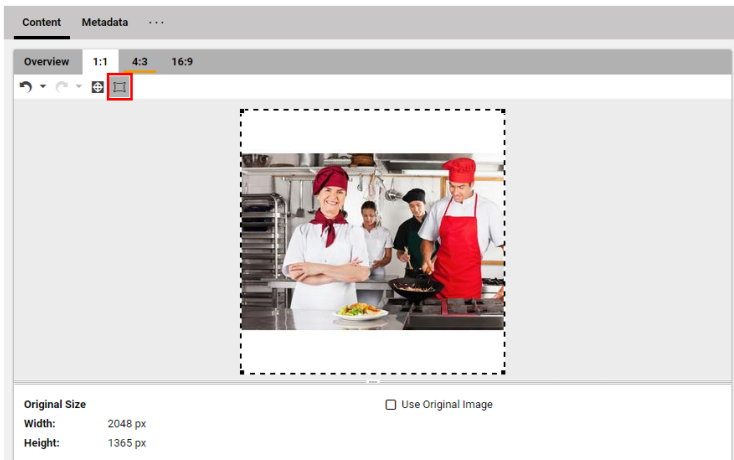 Content Metadata ...
Overview 1:1 4:3 16:9
Original Size
Use Original Image
Width: 2048 px
Height: 1365 px